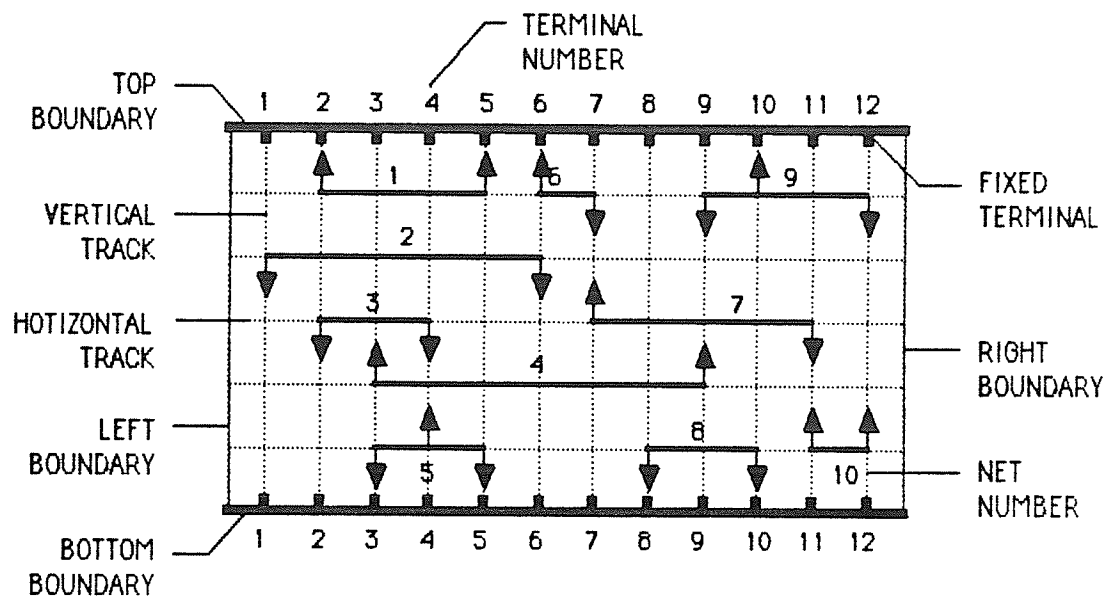 TERMINAL
NUMBER
TOP
BOUNDARY
1 2 3 4 5 6 7 8 9 10 11 12
1 6 9
FIXED
TERMINAL
VERTICAL
TRACK
2
3 7
HOTIZONTAL
TRACK
4
RIGHT
BOUNDARY
LEFT
BOUNDARY
8
5 10
NET
NUMBER
BOTTOM
BOUNDARY
1 2 3 4 5 6 7 8 9 10 11 12